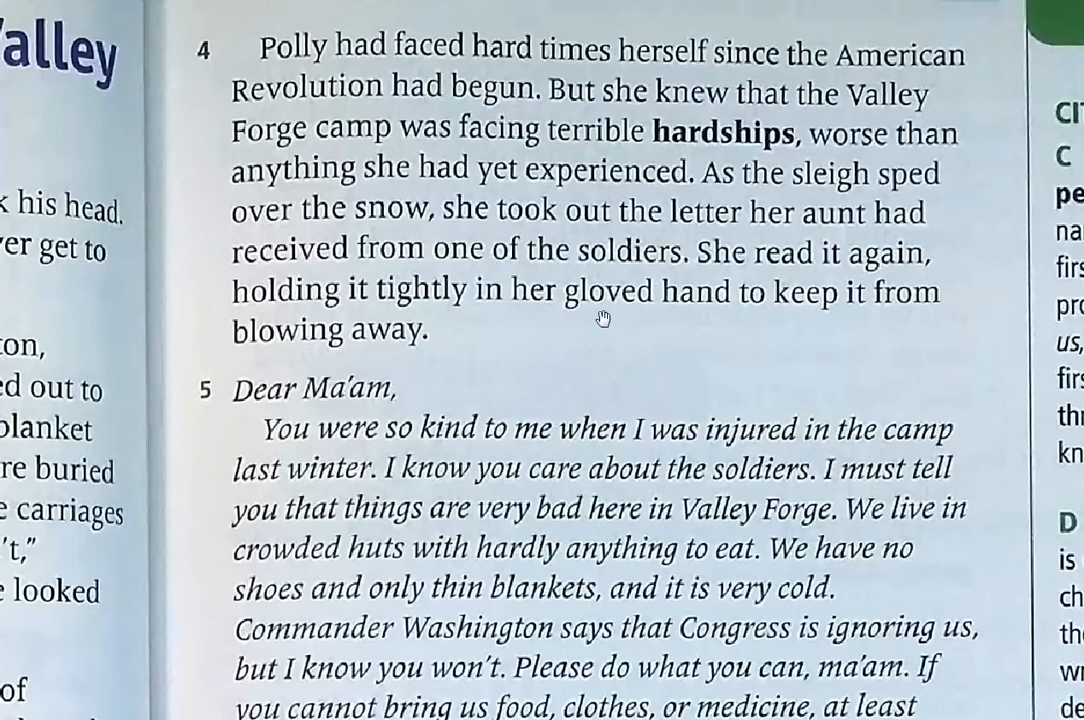 alley
his head.
get to
out to
blanket
buried
carriages
't,"
looked
of
4 Polly had faced hard times herself since the American
Revolution had begun. But she knew that the Valley
Forge camp was facing terrible hardships, worse than
anything she had yet experienced. As the sleigh sped
over the snow, she took out the letter her aunt had
received from one of the soldiers. She read it again,
holding it tightly in her gloved hand to keep it from
blowing away.
5 Dear Ma'am,
You were so kind to me when I was injured in the camp
last winter. I know you care about the soldiers. I must tell
you that things are very bad here in Valley Forge. We live in
crowded huts with hardly anything to eat. We have no
shoes and only thin blankets, and it is very cold.
Commander Washington says that Congress is ignoring us,
but I know you won't. Please do what you can, ma'am. If
you cannot bring us food, clothes, or medicine, at least
C
pe
na
firs
pro
us,
firs
thr
kn
D
is
ch
the
wr
de